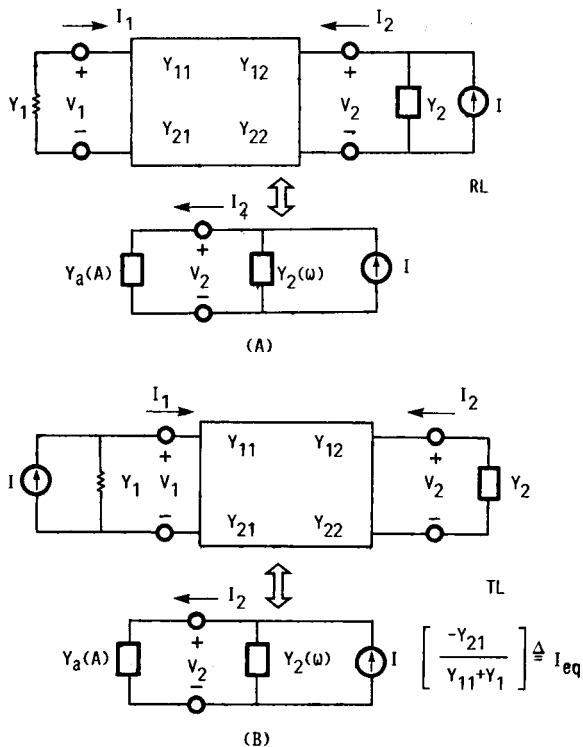 I₁ I₂
Y₁ + V₁ − Y₁₁ Y₁₂ + V₂ − Y₂ I
Y₂₁ Y₂₂
RL
I₂
Yₐ(A) + V₂ − Y₂(ω) I
(A)
I₁ I₂
I Y₁ + V₁ − Y₁₁ Y₁₂ + V₂ − Y₂
Y₂₁ Y₂₂
TL
I₂
Yₐ(A) + V₂ − Y₂(ω) I [ −Y₂₁ / Y₁₁+Y₁ ] ≜ I_eq
(B)